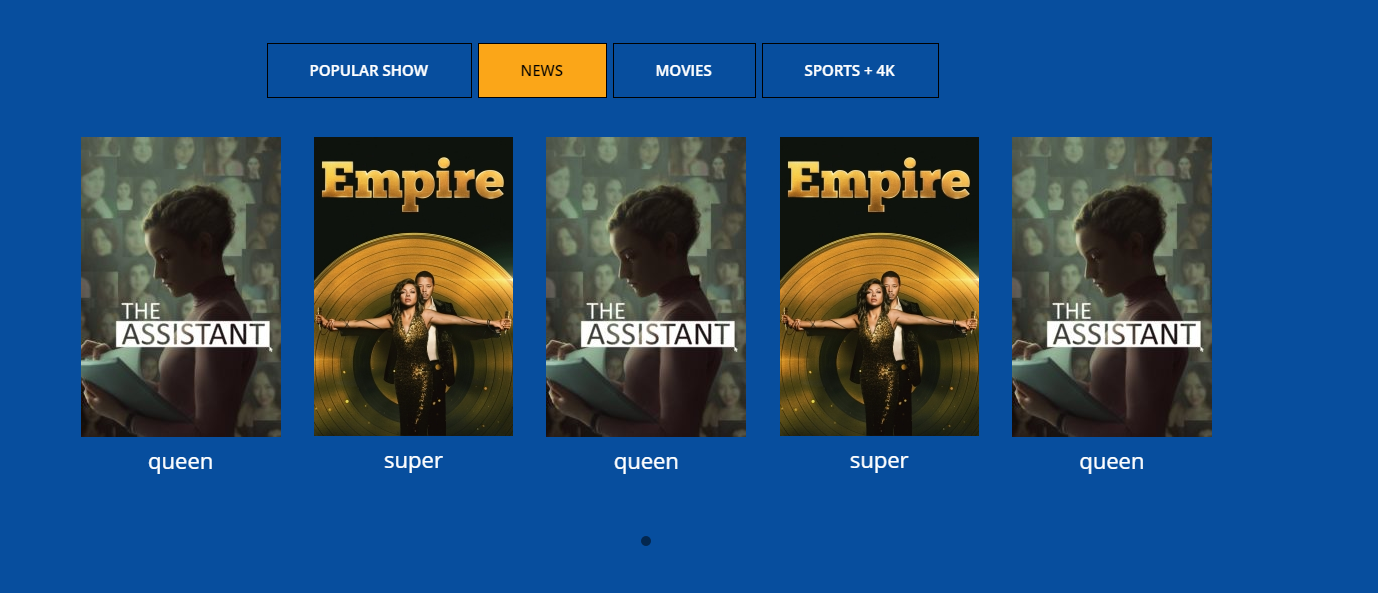 POPULAR SHOW
NEWS
MOVIES
SPORTS + 4K
THE
ASSISTANT
queen
Empire
super
THE
ASSISTANT
queen
Empire
super
THE
ASSISTANT
queen